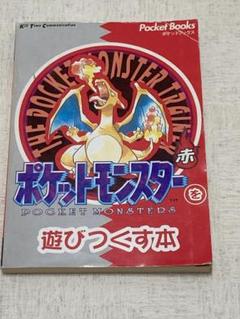 Kill Time Communication
Pocket Books
ポケットブックス
THE POCKET MONSTER TRAINER
赤
ポケットモンスターを
POCKET MONSTERS
遊びつくす本